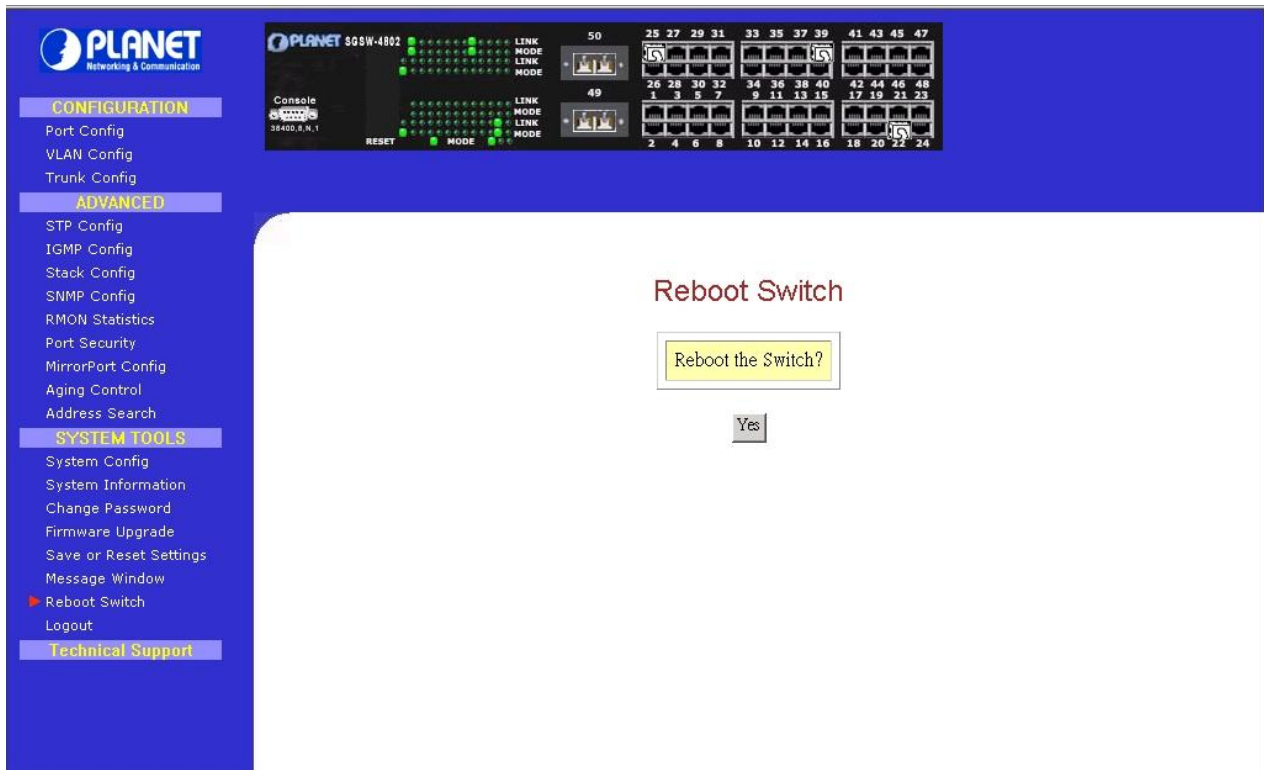 PLANET
Networking & Communication
CONFIGURATION
Port Config
VLAN Config
Trunk Config
ADVANCED
STP Config
IGMP Config
Stack Config
SNMP Config
RMON Statistics
Port Security
MirrorPort Config
Aging Control
Address Search
SYSTEM TOOLS
System Config
System Information
Change Password
Firmware Upgrade
Save or Reset Settings
Message Window
Reboot Switch
Logout
Technical Support
PLANET SGSW-4802
LINK
MODE
LINK
MODE
Console
38400,8,N,1
LINK
MODE
LINK
MODE
RESET
MODE
50
49
25 27 29 31 33 35 37 39 41 43 45 47
26 28 30 32 34 36 38 40 42 44 46 48
1 3 5 7 9 11 13 15 17 19 21 23
2 4 6 8 10 12 14 16 18 20 22 24
Reboot Switch
Reboot the Switch?
Yes